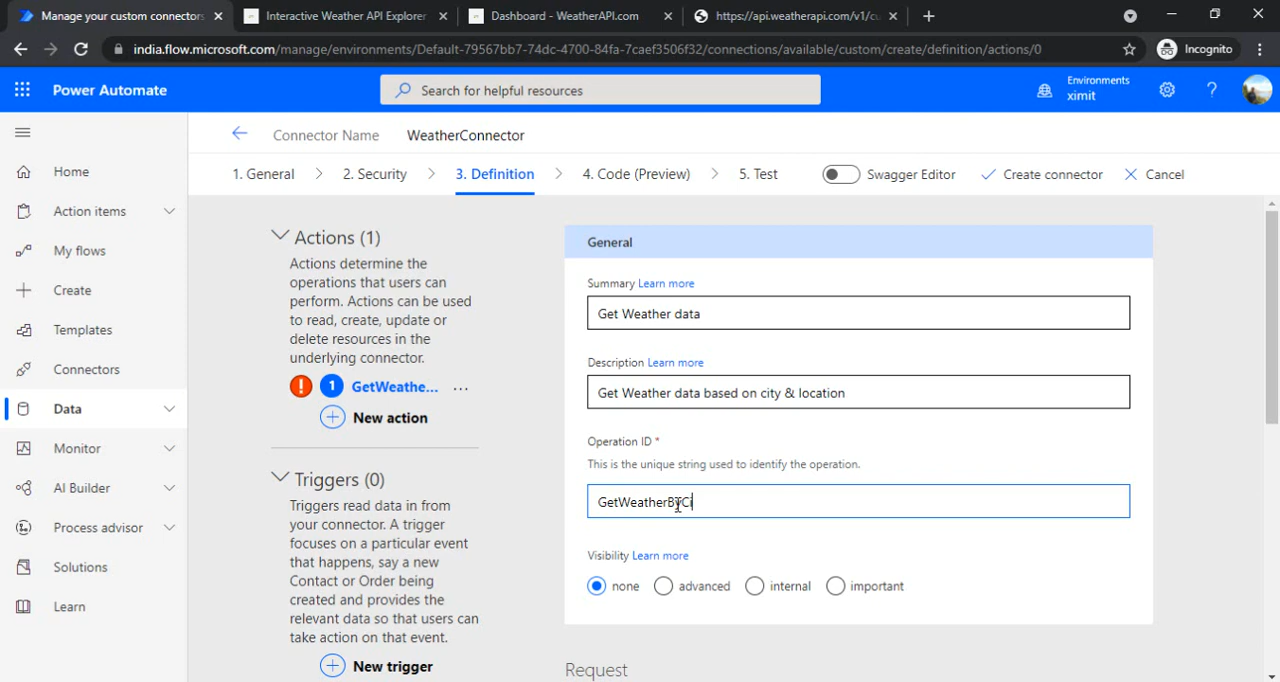 Manage your custom connectors
Interactive Weather API Explorer
Dashboard - WeatherAPI.com
https://api.weatherapi.com/v1/cu
india.flow.microsoft.com/manage/environments/Default-79567bb7-74dc-4700-84fa-7caef3506f32/connections/available/custom/create/definition/actions/0
Incognito
Power Automate
Search for helpful resources
Environments
ximit
Connector Name
WeatherConnector
1. General
2. Security
3. Definition
4. Code (Preview)
5. Test
Swagger Editor
Create connector
Cancel
Home
Action items
My flows
Create
Templates
Connectors
Data
Monitor
AI Builder
Process advisor
Solutions
Learn
Actions (1)
Actions determine the
operations that users can
perform. Actions can be used
to read, create, update or
delete resources in the
underlying connector.
1 GetWeathe... ...
New action
Triggers (0)
Triggers read data in from
your connector. A trigger
focuses on a particular event
that happens, say a new
Contact or Order being
created and provides the
relevant data so that users can
take action on that event.
New trigger
General
Summary Learn more
Get Weather data
Description Learn more
Get Weather data based on city & location
Operation ID *
This is the unique string used to identify the operation.
GetWeatherByCi
Visibility Learn more
none
advanced
internal
important
Request